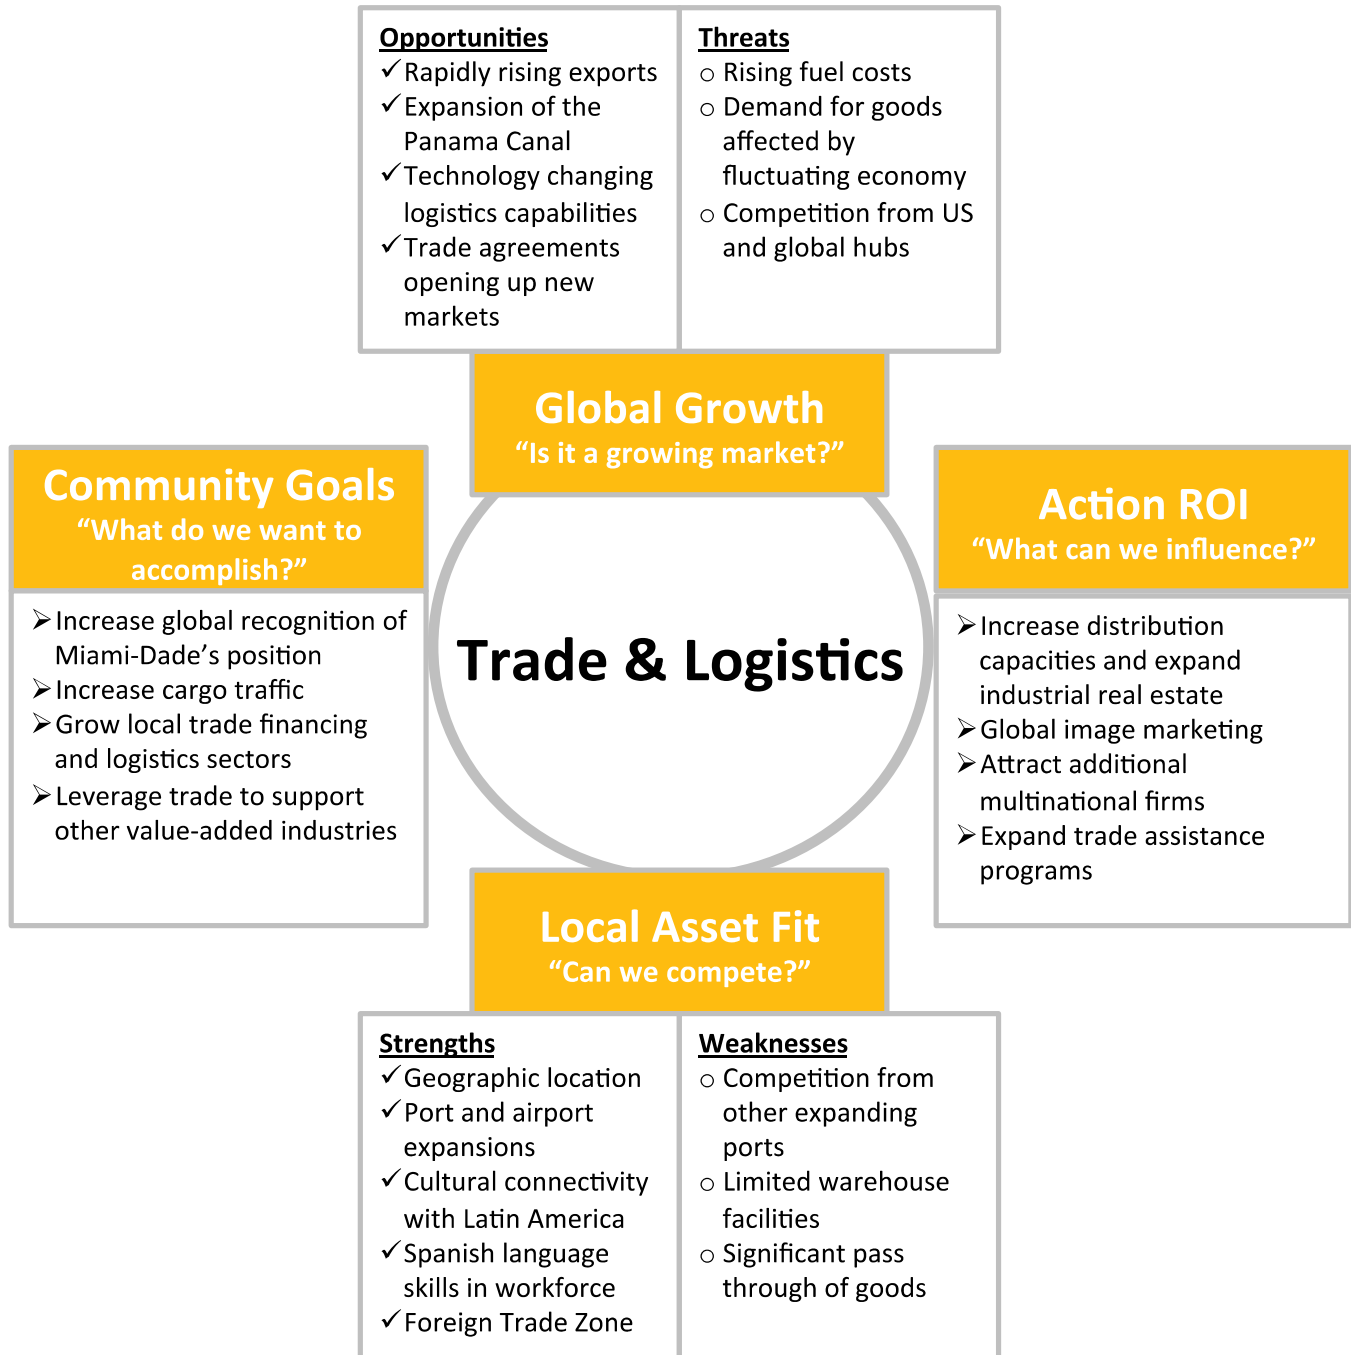 Opportunities
✓Rapidly rising exports
✓Expansion of the
Panama Canal
✓Technology changing
logistics capabilities
✓Trade agreements
opening up new
markets
Threats
o Rising fuel costs
o Demand for goods
affected by
fluctuating economy
o Competition from US
and global hubs
Global Growth
“Is it a growing market?”
Community Goals
“What do we want to
accomplish?”
➢Increase global recognition of
Miami-Dade’s position
➢Increase cargo traffic
➢Grow local trade financing
and logistics sectors
➢Leverage trade to support
other value-added industries
Trade & Logistics
Action ROI
“What can we influence?”
➢Increase distribution
capacities and expand
industrial real estate
➢Global image marketing
➢Attract additional
multinational firms
➢Expand trade assistance
programs
Local Asset Fit
“Can we compete?”
Strengths
✓Geographic location
✓Port and airport
expansions
✓Cultural connectivity
with Latin America
✓Spanish language
skills in workforce
✓Foreign Trade Zone
Weaknesses
o Competition from
other expanding
ports
o Limited warehouse
facilities
o Significant pass
through of goods